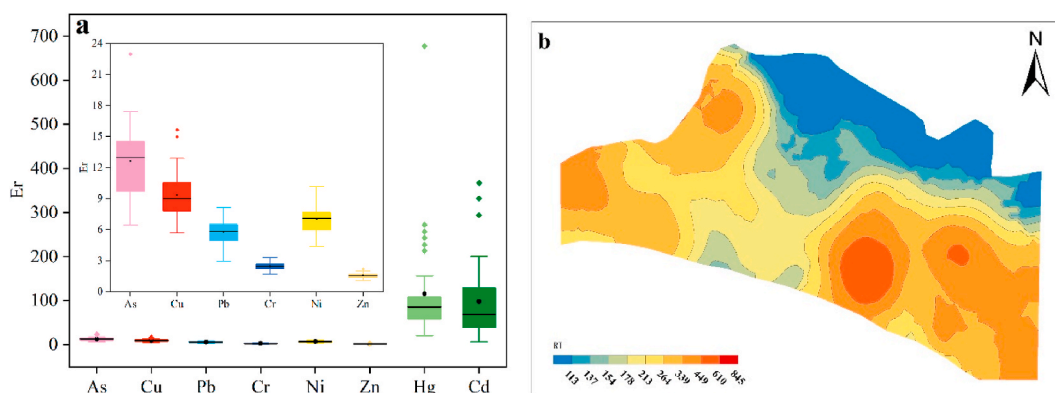 a
700
600
500
400
300
200
100
0
Er
24
21
18
15
12
9
6
3
0
Er
As Cu Pb Cr Ni Zn
As Cu Pb Cr Ni Zn Hg Cd
b
N
RI
113 137 154 178 213 264 339 449 610 845